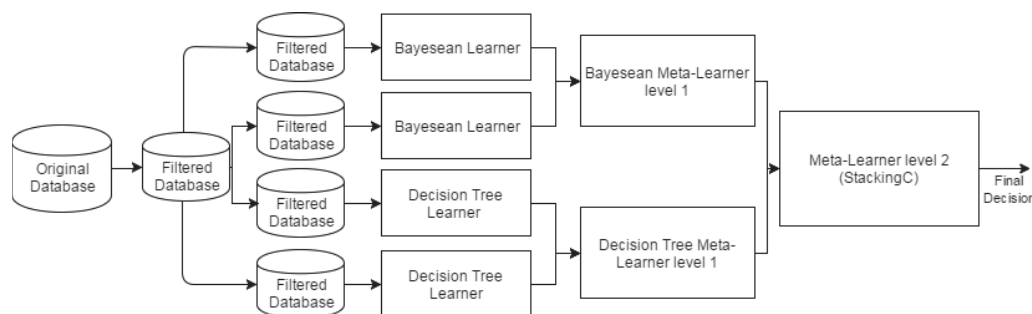 Original
Database
Filtered
Database
Filtered
Database
Bayesean Learner
Filtered
Database
Bayesean Learner
Filtered
Database
Decision Tree
Learner
Filtered
Database
Decision Tree
Learner
Bayesean Meta-Learner
level 1
Decision Tree Meta-
Learner level 1
Meta-Learner level 2
(StackingC)
Final
Decision